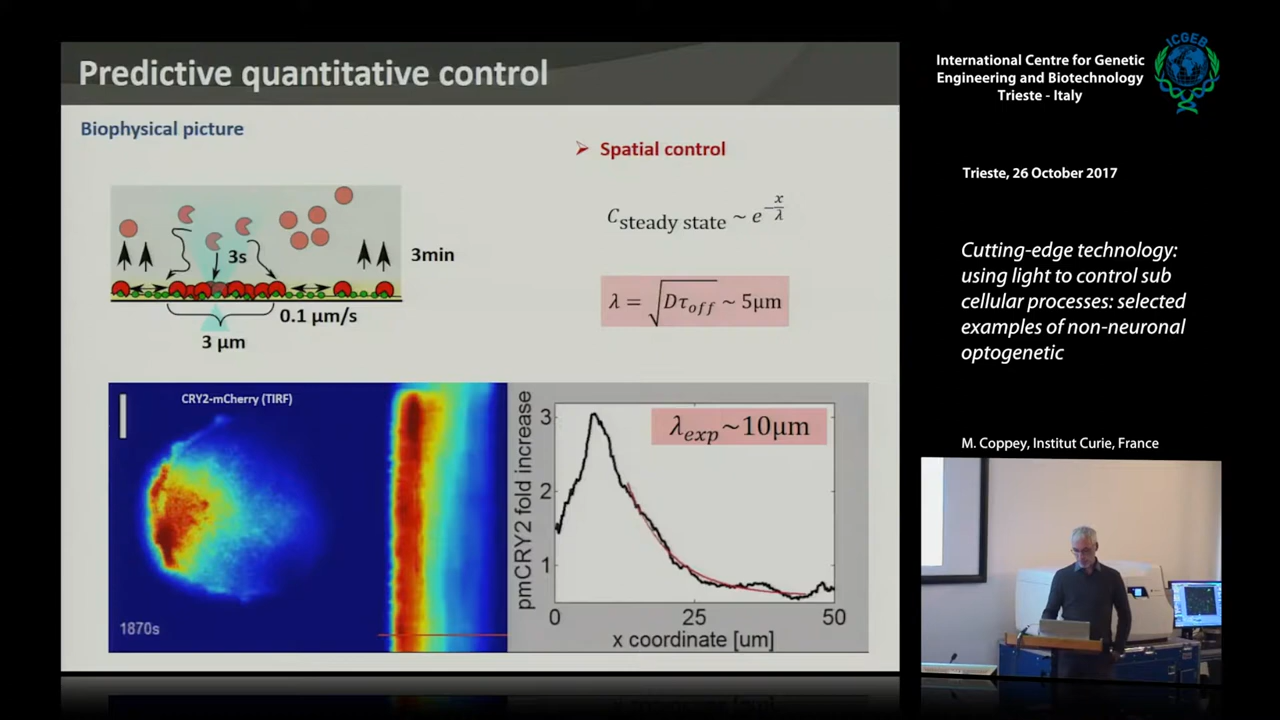 Predictive quantitative control
Biophysical picture
➢ Spatial control
C_steady state ~ e^{-x/λ}
3s
3min
0.1 μm/s
3 μm
λ = √Dτ_off ~ 5μm
CRY2-mCherry (TIRF)
1870s
λ_exp~10μm
pmCRY2 fold increase
3
2
1
0 25 50
x coordinate [um]
International Centre for Genetic
Engineering and Biotechnology
Trieste - Italy
ICGEB
Trieste, 26 October 2017
Cutting-edge technology:
using light to control sub
cellular processes: selected
examples of non-neuronal
optogenetic
M. Coppey, Institut Curie, France